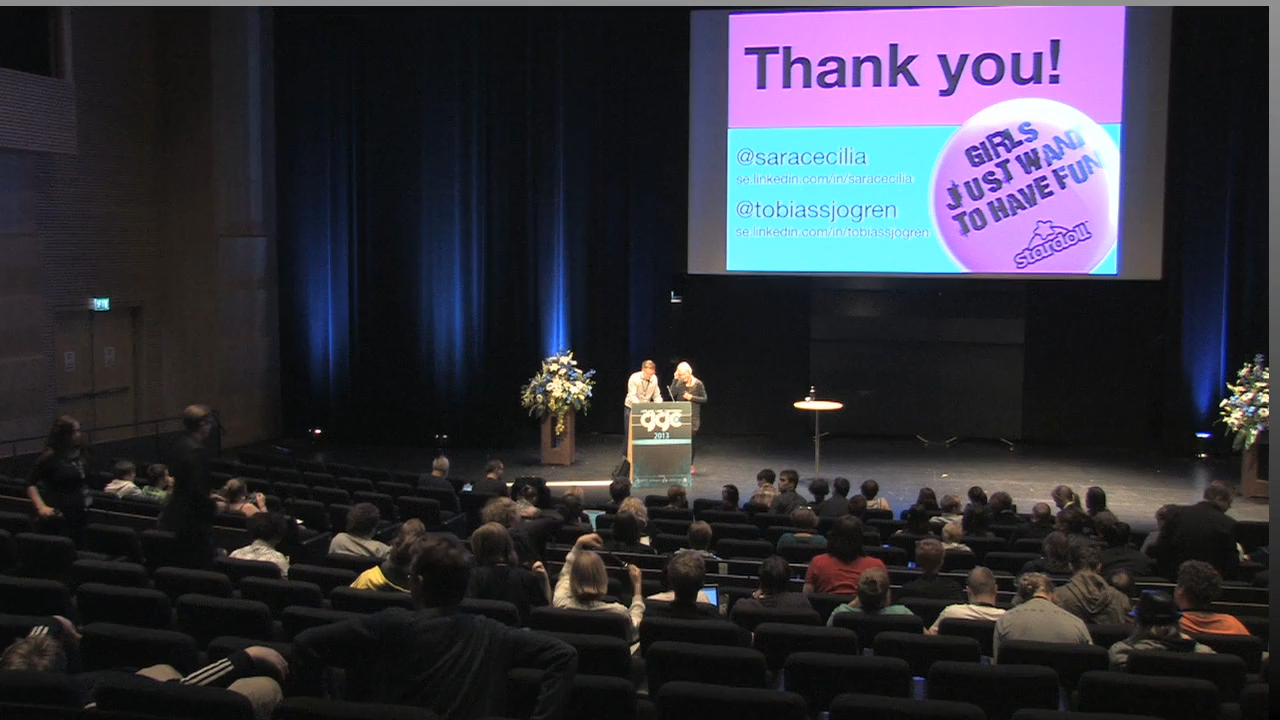 Thank you!
@saracecilia
se.linkedin.com/in/saracecilia
@tobiassjogren
se.linkedin.com/in/tobiassjogren
GIRLS
JUST WANT
TO HAVE FUN
stardoll
ggc
2013